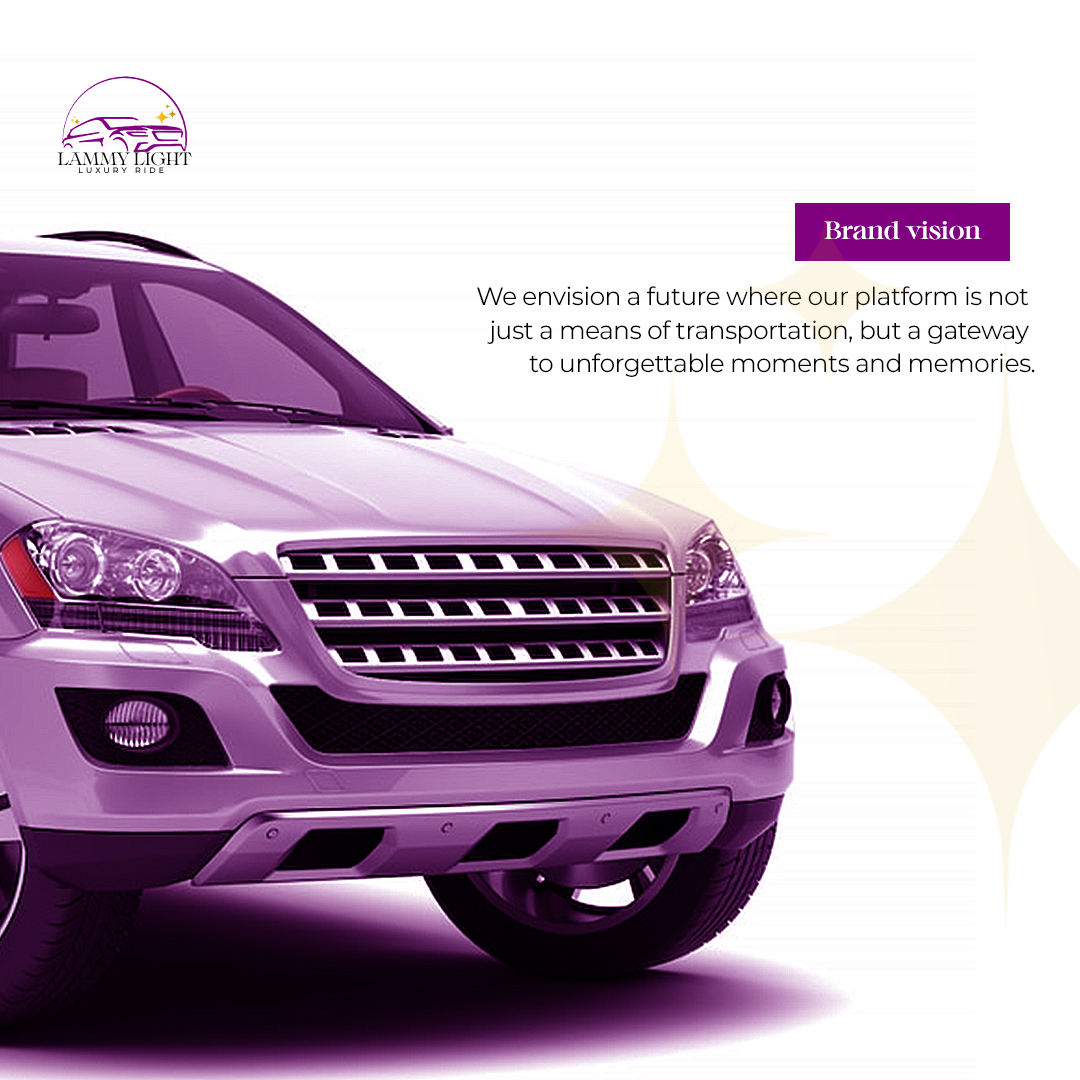 LAMMY LIGHT
LUXURY RIDE
Brand vision
We envision a future where our platform is not
just a means of transportation, but a gateway
to unforgettable moments and memories.